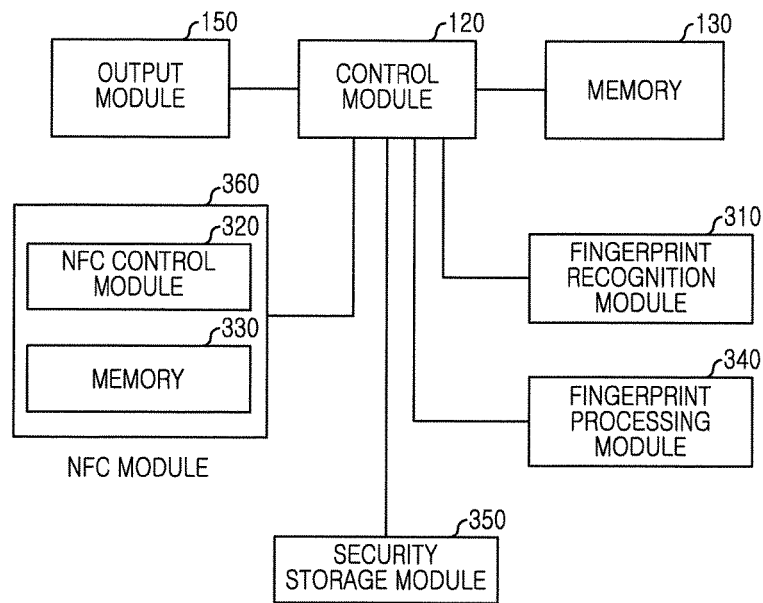 150
OUTPUT
MODULE
120
CONTROL
MODULE
130
MEMORY
360
320
NFC CONTROL
MODULE
330
MEMORY
NFC MODULE
310
FINGERPRINT
RECOGNITION
MODULE
340
FINGERPRINT
PROCESSING
MODULE
350
SECURITY
STORAGE MODULE